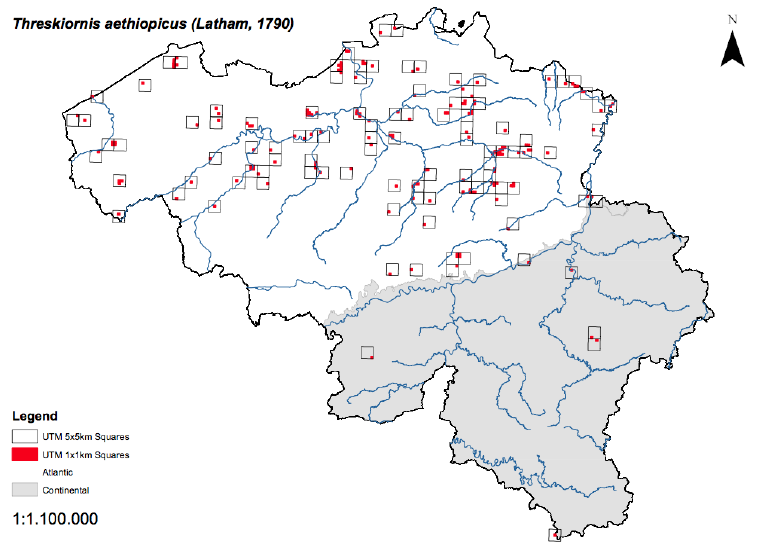 Threskiornis aethiopicus (Latham, 1790)
N
Legend
UTM 5x5km Squares
UTM 1x1km Squares
Atlantic
Continental
1:1.100.000